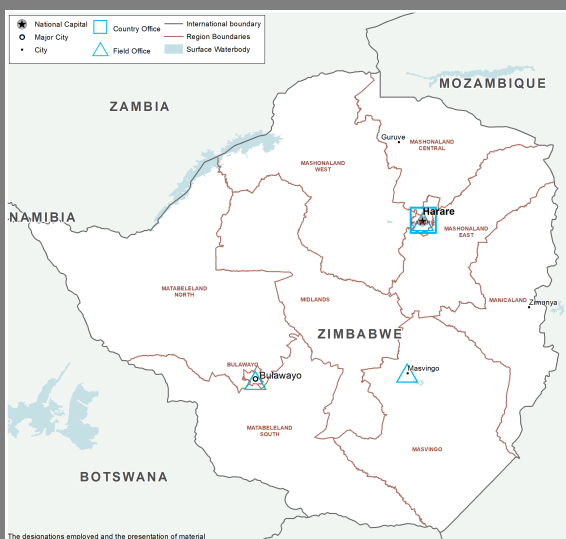 National Capital
Major City
City
Country Office
Field Office
International boundary
Region Boundaries
Surface Waterbody
MOZAMBIQUE
ZAMBIA
Guruve
MASHONALAND
CENTRAL
MASHONALAND
WEST
Harare
NAMIBIA
MASHONALAND
EAST
MATABELELAND
NORTH
MIDLANDS
MANICALAND
Zimunya
ZIMBABWE
BULAWAYO
Bulawayo
Masvingo
MATABELELAND
SOUTH
MASVINGO
BOTSWANA
The designations employed and the presentation of material